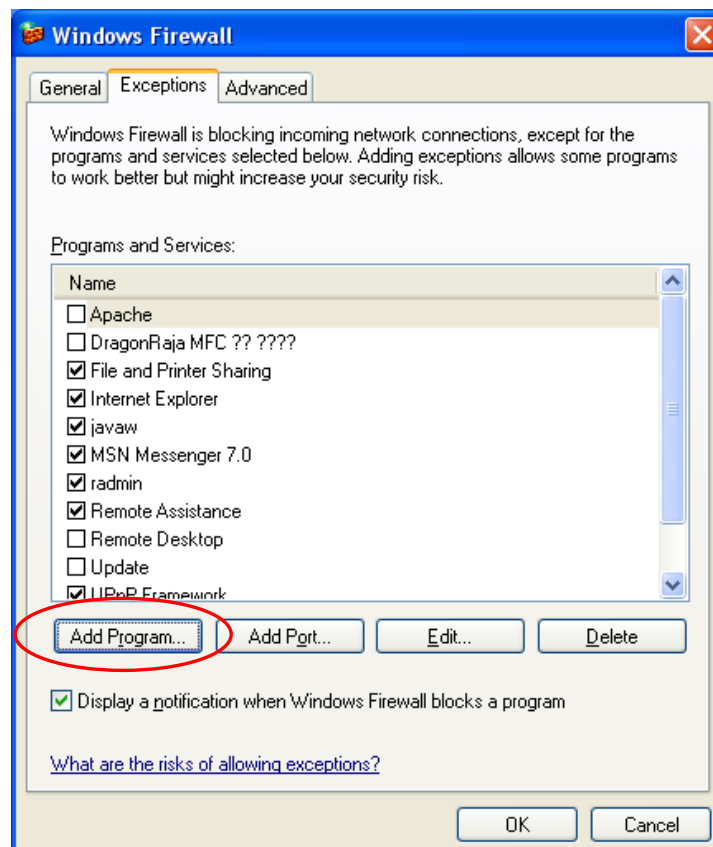 Windows Firewall
General Exceptions Advanced
Windows Firewall is blocking incoming network connections, except for the
programs and services selected below. Adding exceptions allows some programs
to work better but might increase your security risk.
Programs and Services:
Name
Apache
DragonRaja MFC ?? ????
File and Printer Sharing
Internet Explorer
javaw
MSN Messenger 7.0
radmin
Remote Assistance
Remote Desktop
Update
UPnP Framework
Add Program... Add Port... Edit... Delete
Display a notification when Windows Firewall blocks a program
What are the risks of allowing exceptions?
OK Cancel